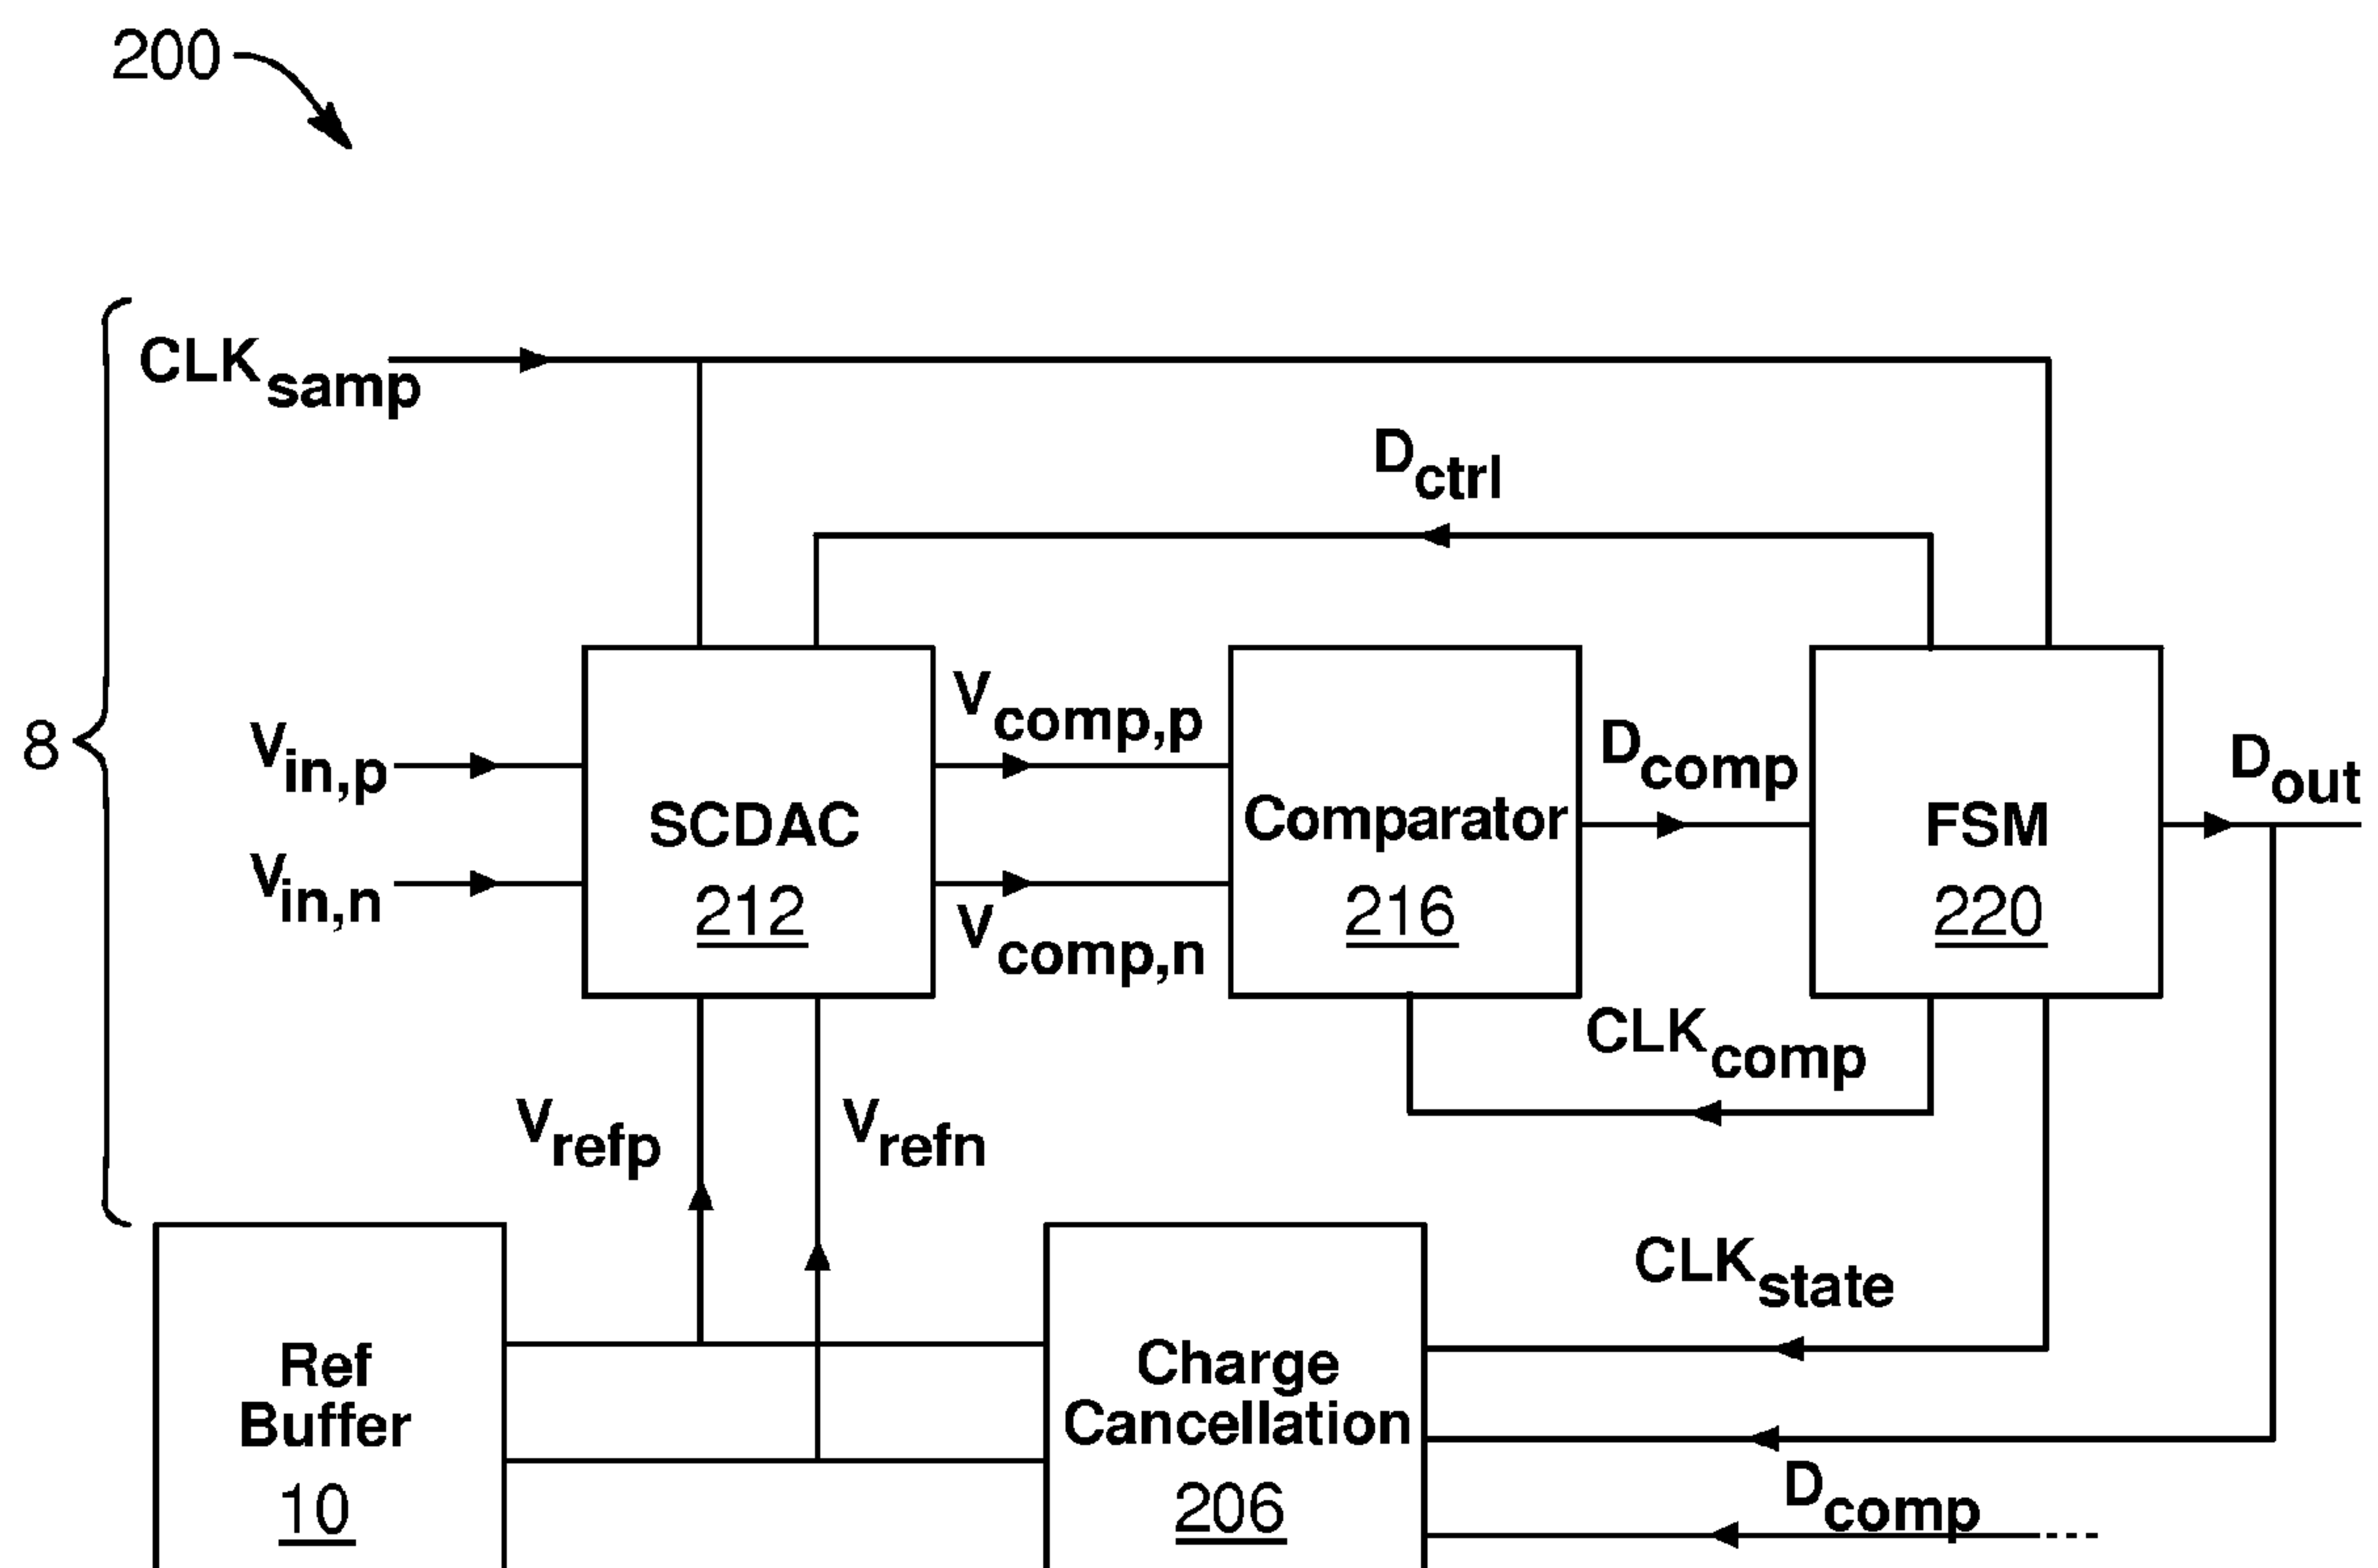 200
CLKsamp
Dctrl
8
Vin,p
Vin,n
SCDAC
212
Vcomp,p
Vcomp,n
Comparator
216
Dcomp
FSM
220
Dout
CLKcomp
Vrefp
Vrefn
CLKstate
Ref
Buffer
10
Charge
Cancellation
206
Dcomp